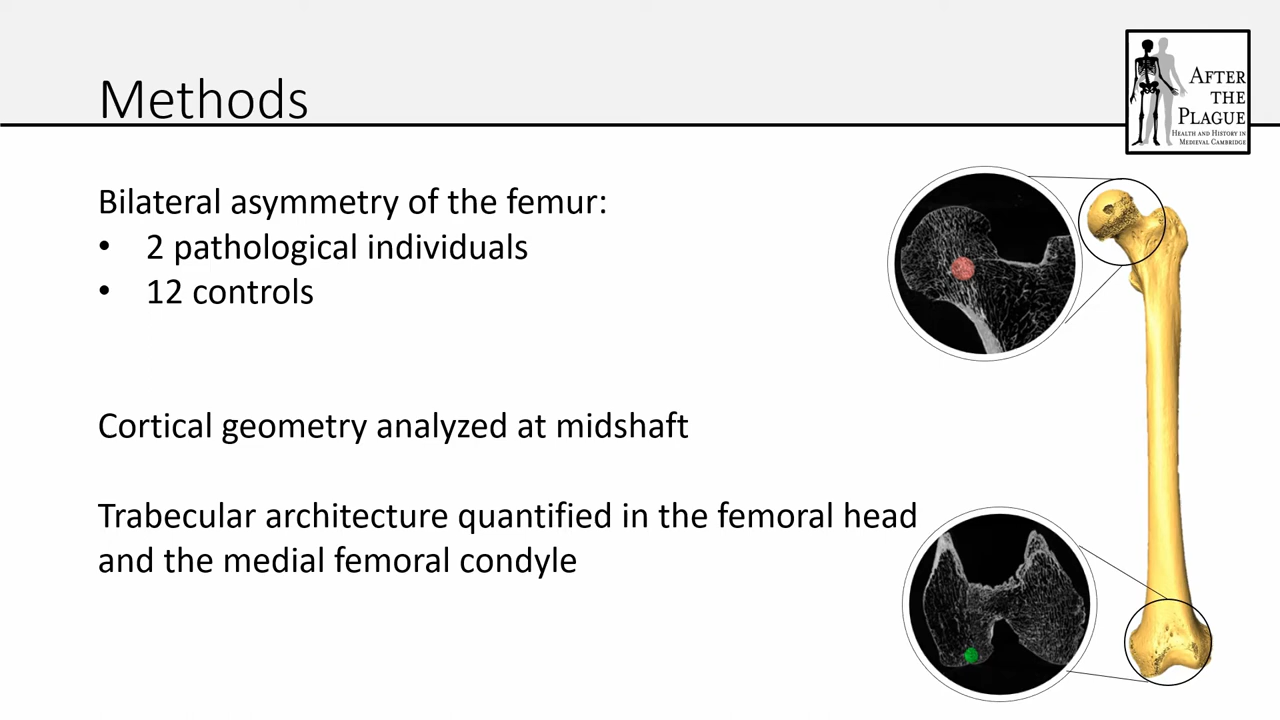 Methods
AFTER
THE
PLAGUE
HEALTH AND HISTORY IN
MEDIEVAL CAMBRIDGE
Bilateral asymmetry of the femur:
• 2 pathological individuals
• 12 controls
Cortical geometry analyzed at midshaft
Trabecular architecture quantified in the femoral head
and the medial femoral condyle